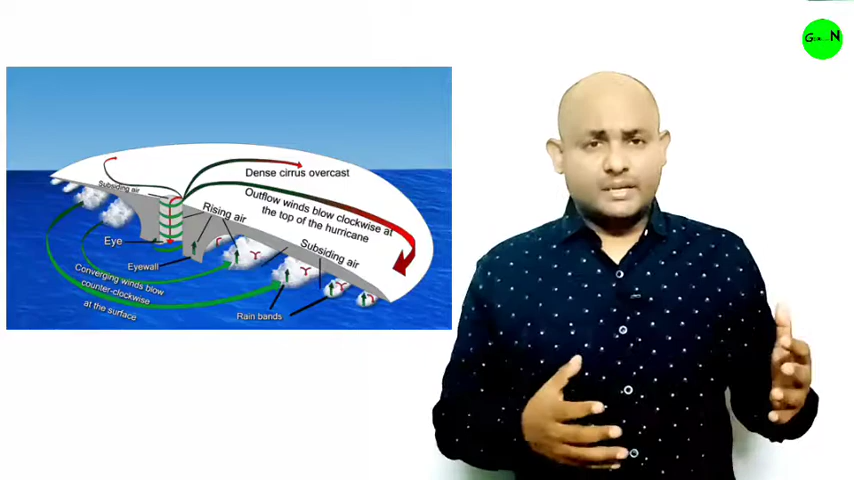 Dense cirrus overcast
Subsiding air
Outflow winds blow clockwise at
the top of the hurricane
Rising air
Subsiding air
Eye
Eyewall
Converging winds blow
counter-clockwise
at the surface
Rain bands